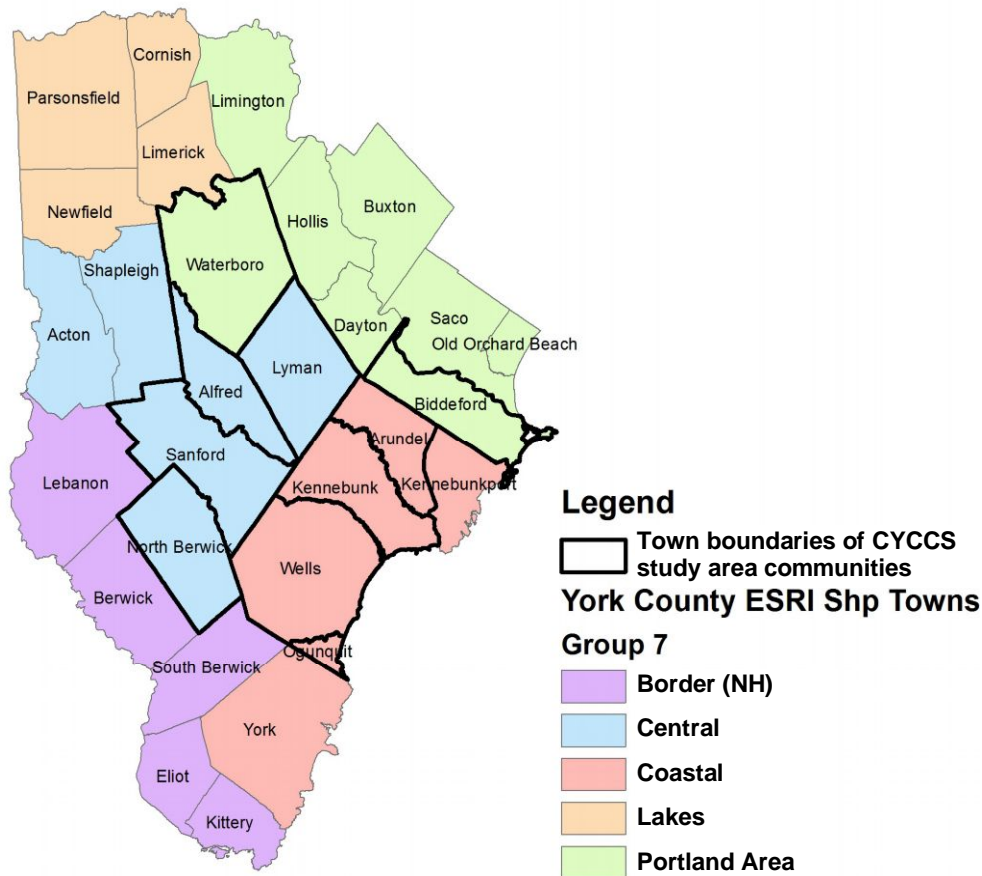 Cornish
Parsonsfield
Limington
Limerick
Newfield
Hollis
Buxton
Shapleigh
Waterboro
Acton
Dayton
Saco
Old Orchard Beach
Lyman
Alfred
Biddeford
Arundel
Sanford
Lebanon
Kennebunk
Kennebunkport
North Berwick
Wells
Berwick
Ogunquit
South Berwick
York
Eliot
Kittery
Legend
Town boundaries of CYCCS
study area communities
York County ESRI Shp Towns
Group 7
Border (NH)
Central
Coastal
Lakes
Portland Area